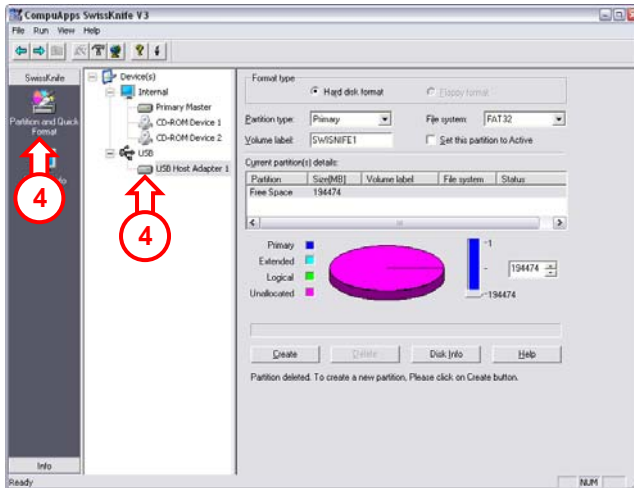 CompuApps SwissKnife V3
File Run View Help
SwissKnife
Partition and Quick
Format
4
Info
Device(s)
Internal
Primary Master
CD-ROM Device 1
CD-ROM Device 2
USB
USB Host Adapter 1
4
Format type
Hard disk format
Floppy format
Partition type: Primary
File system: FAT32
Volume label: SWISNIFE1
Set this partition to Active
Current partition(s) details:
Partition Size[MB] Volume label File system Status
Free Space 194474
Primary
Extended
Logical
Unallocated
-1
-
194474
-194474
Create Delete Disk Info Help
Partition deleted. To create a new partition, Please click on Create button.
Ready
NUM